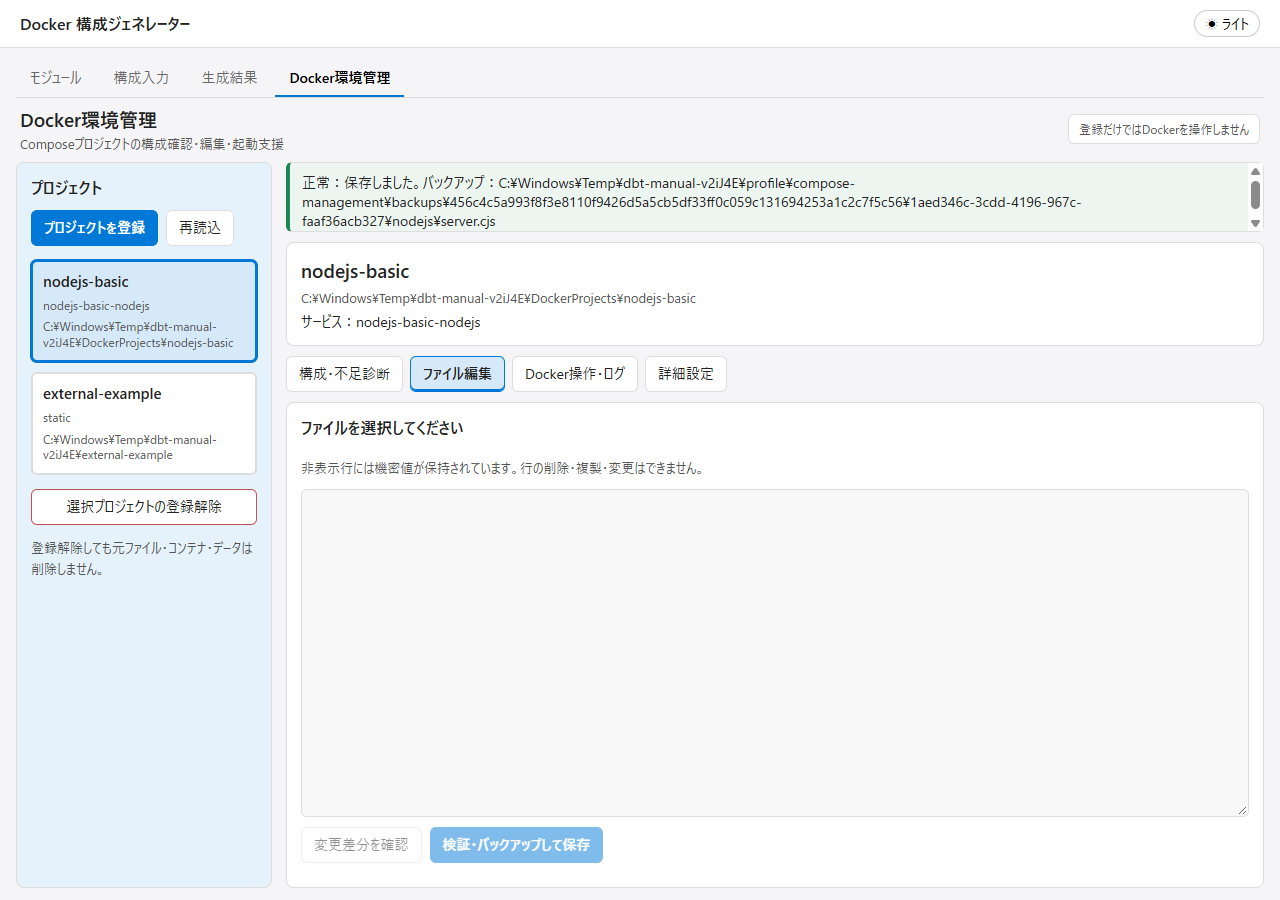 Docker 構成ジェネレーター
ライト
モジュール
構成入力
生成結果
Docker環境管理
Docker環境管理
Composeプロジェクトの構成確認・編集・起動支援
登録だけではDockerを操作しません
プロジェクト
プロジェクトを登録
再読込
nodejs-basic
nodejs-basic-nodejs
C:¥Windows¥Temp¥dbt-manual-
v2iJ4E¥DockerProjects¥nodejs-basic
external-example
static
C:¥Windows¥Temp¥dbt-manual-
v2iJ4E¥external-example
選択プロジェクトの登録解除
登録解除しても元ファイル・コンテナ・データは
削除しません。
正常：保存しました。バックアップ：C:¥Windows¥Temp¥dbt-manual-v2iJ4E¥profile¥compose-
management¥backups¥456c4c5a993f8f3e8110f9426d5a5cb5df33ff0c059c131694253a1c2c7f5c56¥1aed346c-3cdd-4196-967c-
faaf36acb327¥nodejs¥server.cjs
nodejs-basic
C:¥Windows¥Temp¥dbt-manual-v2iJ4E¥DockerProjects¥nodejs-basic
サービス：nodejs-basic-nodejs
構成・不足診断
ファイル編集
Docker操作・ログ
詳細設定
ファイルを選択してください
非表示行には機密値が保持されています。行の削除・複製・変更はできません。
変更差分を確認
検証・バックアップして保存